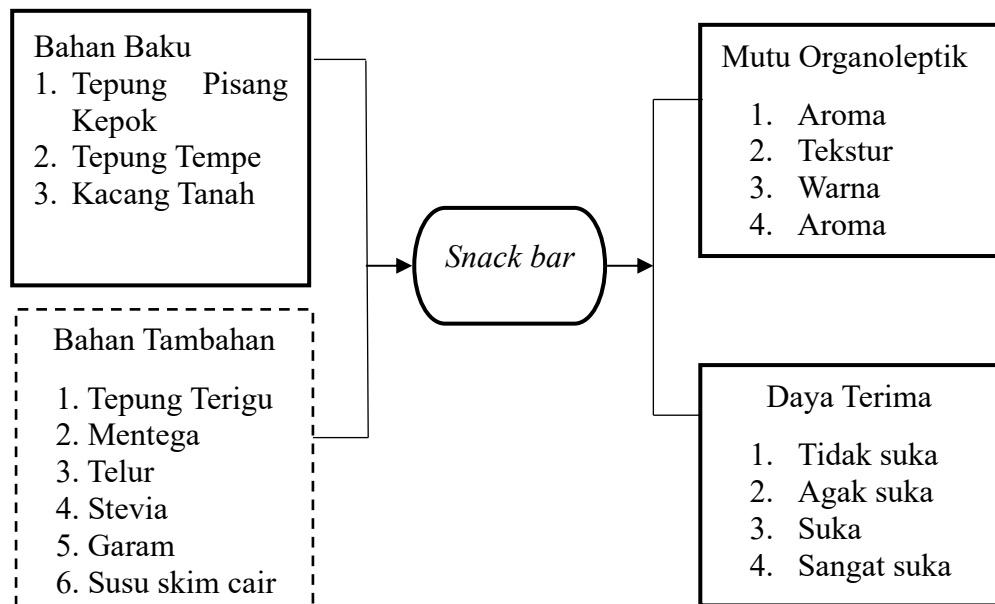 Bahan Baku
1. Tepung Pisang
Kepok
2. Tepung Tempe
3. Kacang Tanah
Bahan Tambahan
1. Tepung Terigu
2. Mentega
3. Telur
4. Stevia
5. Garam
6. Susu skim cair
Snack bar
Mutu Organoleptik
1. Aroma
2. Tekstur
3. Warna
4. Aroma
Daya Terima
1. Tidak suka
2. Agak suka
3. Suka
4. Sangat suka